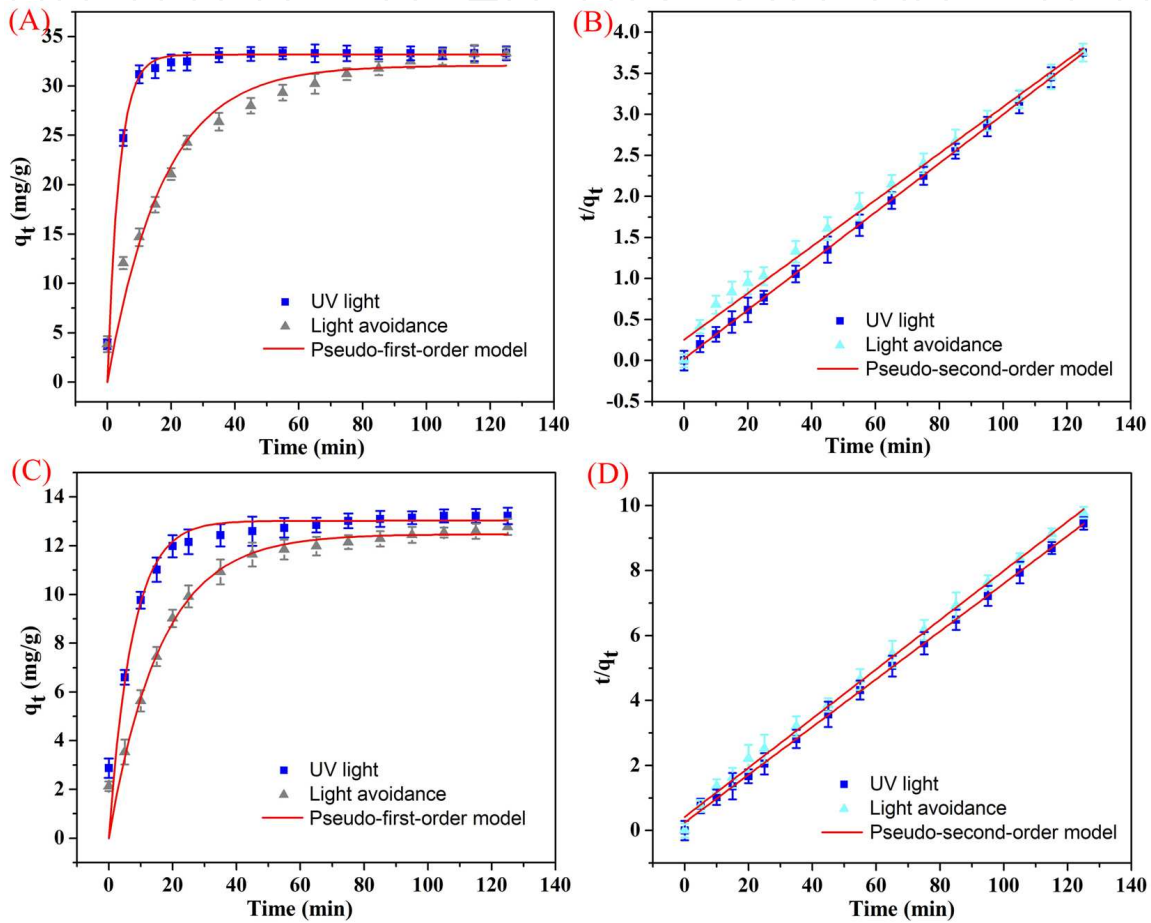 (A)
35
30
25
20
15
10
5
0
q_t (mg/g)
UV light
Light avoidance
Pseudo-first-order model
0 20 40 60 80 100 120 140
Time (min)
(B)
4.0
3.5
3.0
2.5
2.0
1.5
1.0
0.5
0.0
-0.5
t/q_t
UV light
Light avoidance
Pseudo-second-order model
0 20 40 60 80 100 120 140
Time (min)
(C)
14
12
10
8
6
4
2
0
q_t (mg/g)
UV light
Light avoidance
Pseudo-first-order model
0 20 40 60 80 100 120 140
Time (min)
(D)
10
8
6
4
2
0
t/q_t
UV light
Light avoidance
Pseudo-second-order model
0 20 40 60 80 100 120 140
Time (min)